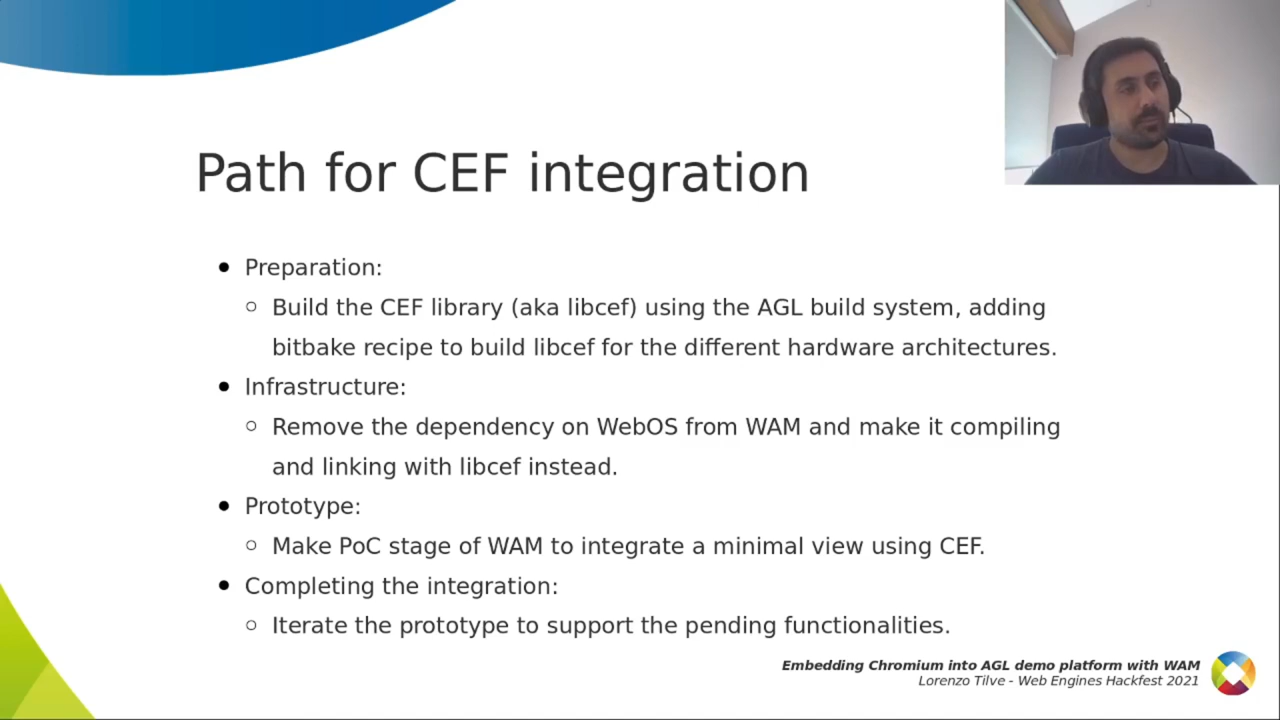 Path for CEF integration
Preparation:
Build the CEF library (aka libcef) using the AGL build system, adding
bitbake recipe to build libcef for the different hardware architectures.
Infrastructure:
Remove the dependency on WebOS from WAM and make it compiling
and linking with libcef instead.
Prototype:
Make PoC stage of WAM to integrate a minimal view using CEF.
Completing the integration:
Iterate the prototype to support the pending functionalities.
Embedding Chromium into AGL demo platform with WAM
Lorenzo Tilve - Web Engines Hackfest 2021